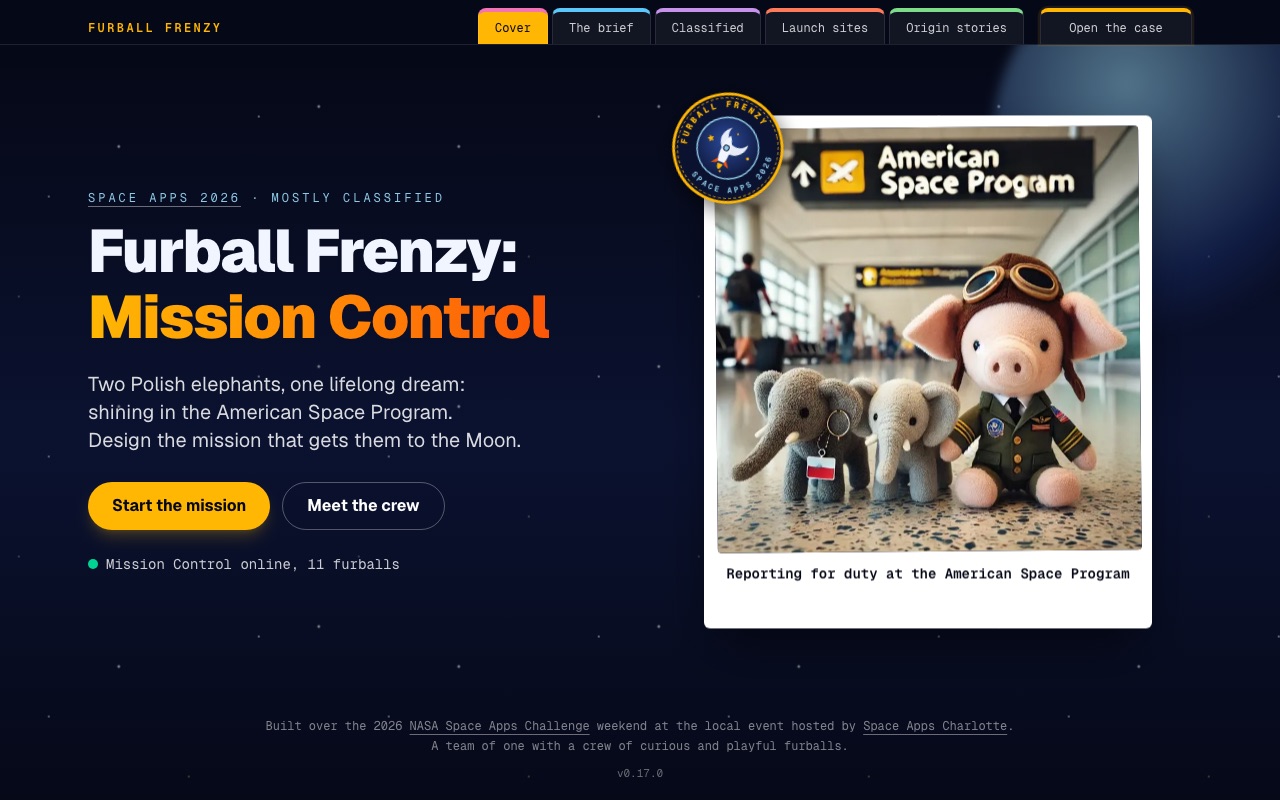 FURBALL FRENZY
Cover
The brief
Classified
Launch sites
Origin stories
Open the case
SPACE APPS 2026 · MOSTLY CLASSIFIED
Furball Frenzy:
Mission Control
Two Polish elephants, one lifelong dream:
shining in the American Space Program.
Design the mission that gets them to the Moon.
Start the mission
Meet the crew
Mission Control online, 11 furballs
FURBALL FRENZY
SPACE APPS 2026
American
Space Program
Reporting for duty at the American Space Program
Built over the 2026 NASA Space Apps Challenge weekend at the local event hosted by Space Apps Charlotte.
A team of one with a crew of curious and playful furballs.
v0.17.0